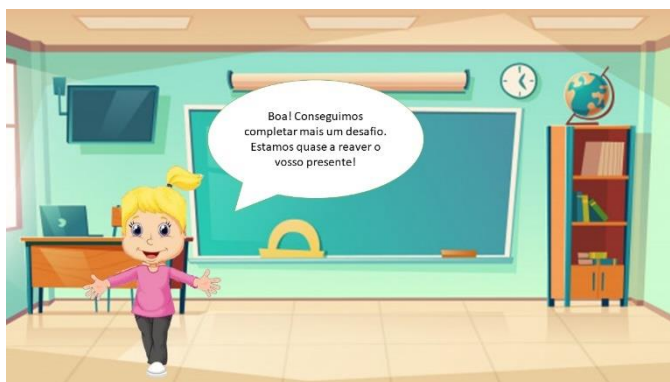 Boa! Conseguimos
completar mais um desafio.
Estamos quase a reaver o
vosso presente!